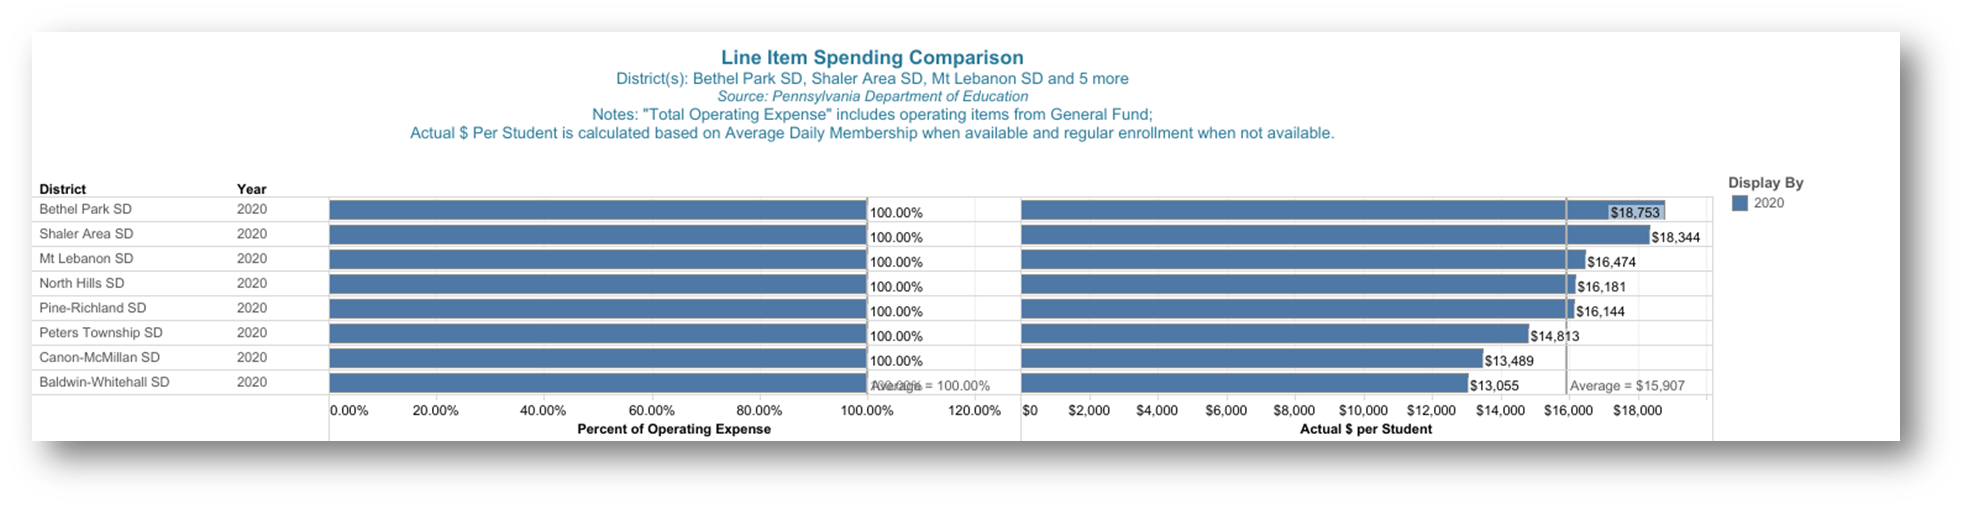 Line Item Spending Comparison
District(s): Bethel Park SD, Shaler Area SD, Mt Lebanon SD and 5 more
Source: Pennsylvania Department of Education
Notes: "Total Operating Expense" includes operating items from General Fund;
Actual $ Per Student is calculated based on Average Daily Membership when available and regular enrollment when not available.
District Year Display By
Bethel Park SD 2020 100.00% $18,753 2020
Shaler Area SD 2020 100.00% $18,344
Mt Lebanon SD 2020 100.00% $16,474
North Hills SD 2020 100.00% $16,181
Pine-Richland SD 2020 100.00% $16,144
Peters Township SD 2020 100.00% $14,813
Canon-McMillan SD 2020 100.00% $13,489
Baldwin-Whitehall SD 2020 100.00% Average = 100.00% $13,055 Average = $15,907
0.00% 20.00% 40.00% 60.00% 80.00% 100.00% 120.00% $0 $2,000 $4,000 $6,000 $8,000 $10,000 $12,000 $14,000 $16,000 $18,000
Percent of Operating Expense Actual $ per Student